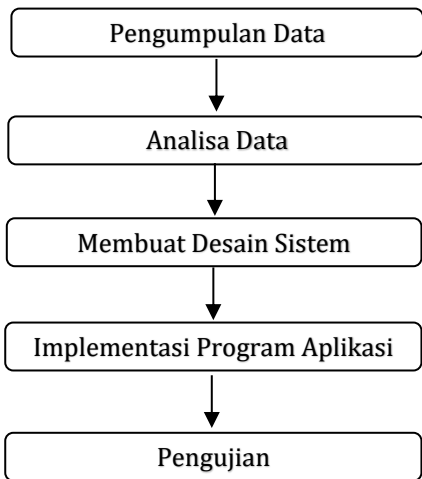 Pengumpulan Data
Analisa Data
Membuat Desain Sistem
Implementasi Program Aplikasi
Pengujian